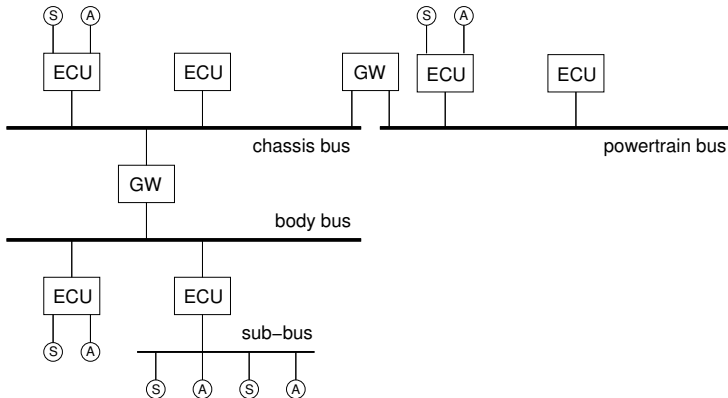 S A S A
ECU ECU GW ECU ECU
chassis bus powertrain bus
GW
body bus
ECU ECU
sub-bus
S A
S A S A